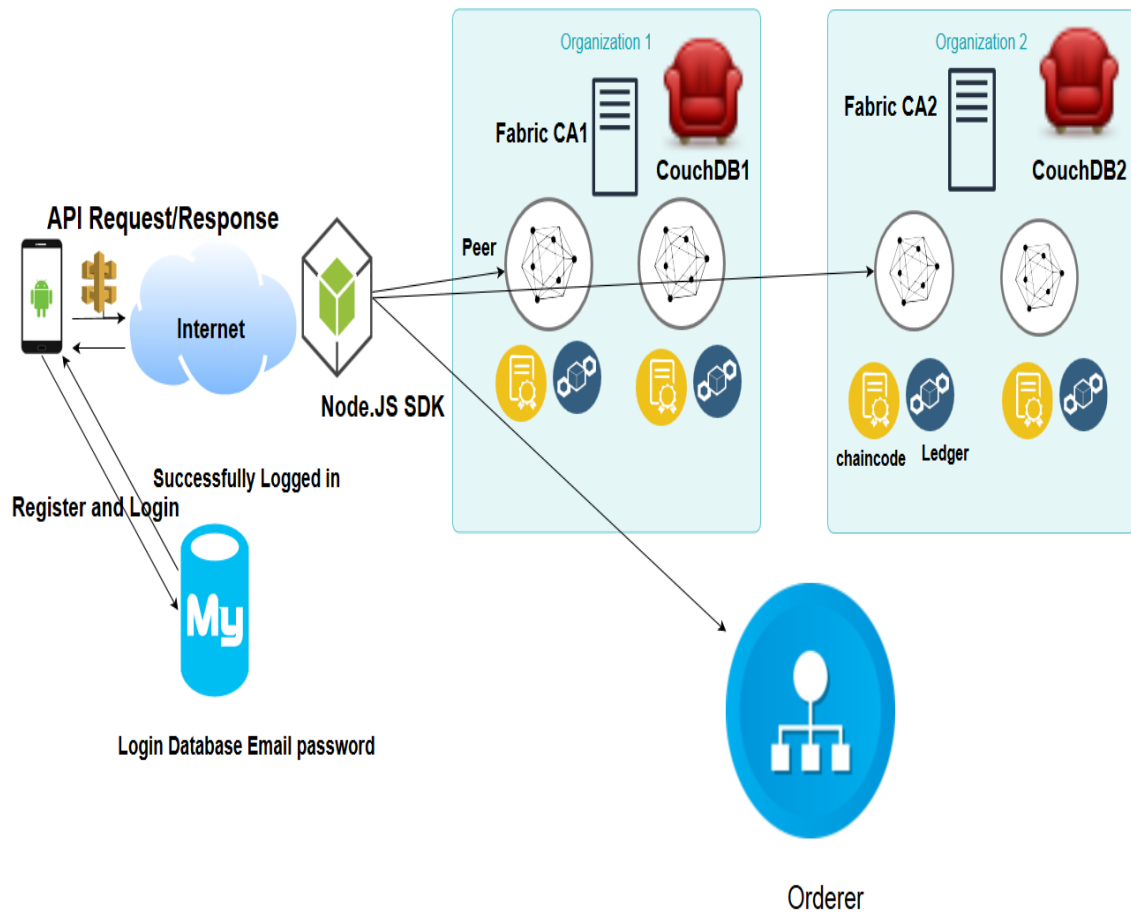 Organization 1
Organization 2
Fabric CA1
Fabric CA2
CouchDB1
CouchDB2
API Request/Response
Peer
Internet
Node.JS SDK
chaincode
Ledger
Successfully Logged in
Register and Login
My
Login Database Email password
Orderer